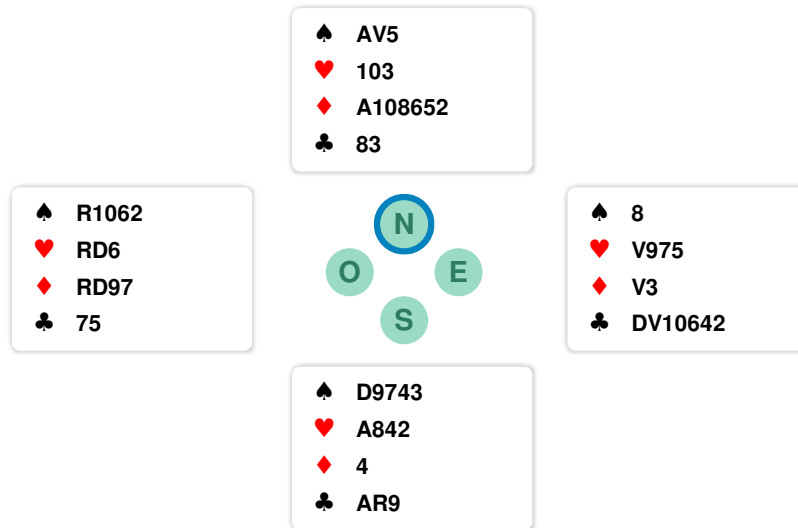 ♠ AV5
♥ 103
♦ A108652
♣ 83
♠ R1062
♥ RD6
♦ RD97
♣ 75
N
O E
S
♠ 8
♥ V975
♦ V3
♣ DV10642
♠ D9743
♥ A842
♦ 4
♣ AR9